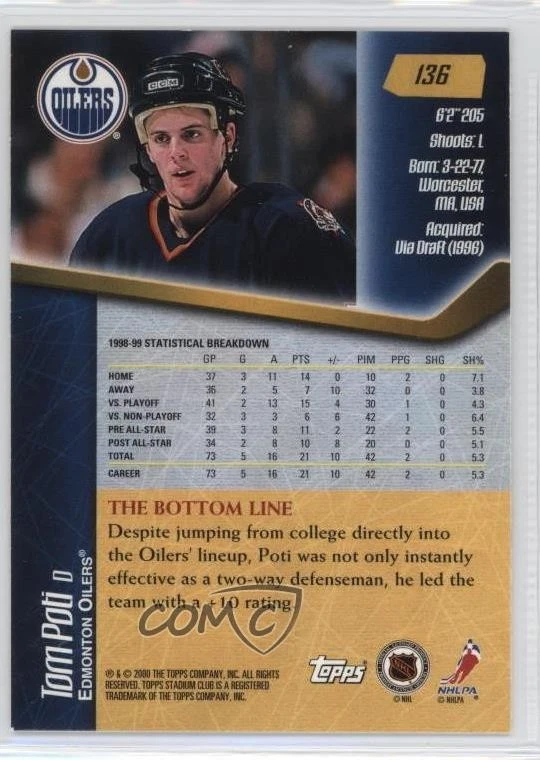 OILERS
CCM
136
6'2" 205
Shoots: L
Born: 3-22-77,
Worcester,
MA, USA
Acquired:
Via Draft (1996)
1998-99 STATISTICAL BREAKDOWN
GP G A PTS +/- PIM PPG SHG SH%
HOME 37 3 11 14 0 10 2 0 7.1
AWAY 36 2 5 7 10 32 0 0 3.8
VS. PLAYOFF 41 2 13 15 4 30 1 0 4.3
VS. NON-PLAYOFF 32 3 3 6 6 42 1 0 6.4
PRE ALL-STAR 39 3 8 11 2 22 2 0 5.5
POST ALL-STAR 34 2 8 10 8 20 0 0 5.1
TOTAL 73 5 16 21 10 42 2 0 5.3
CAREER 73 5 16 21 10 42 2 0 5.3
THE BOTTOM LINE
Despite jumping from college directly into
the Oilers' lineup, Poti was not only instantly
effective as a two-way defenseman, he led the
team with a +10 rating.
COMC
Tom Poti D
EDMONTON OILERS®
® & © 2000 THE TOPPS COMPANY, INC. ALL RIGHTS
RESERVED. TOPPS STADIUM CLUB IS A REGISTERED
TRADEMARK OF THE TOPPS COMPANY, INC.
topps®
NHL
© NHL
NHLPA
© NHLPA